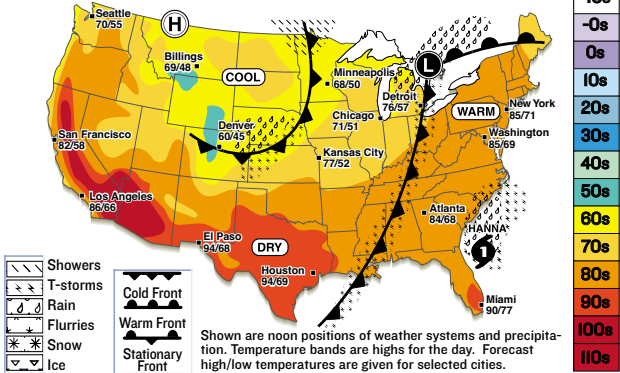 Seattle
70/55
H
Billings
69/48
COOL
Minneapolis
68/50
L
Detroit
76/57
New York
85/71
WARM
Chicago
71/51
Washington
85/69
Denver
60/45
Kansas City
77/52
San Francisco
82/58
Los Angeles
86/66
Atlanta
84/68
HANNA
1
El Paso
94/68
DRY
Houston
94/69
Miami
90/77
Showers
T-storms
Rain
Flurries
Snow
Ice
Cold Front
Warm Front
Stationary
Front
Shown are noon positions of weather systems and precipita-
tion. Temperature bands are highs for the day. Forecast
high/low temperatures are given for selected cities.
-0s
0s
10s
20s
30s
40s
50s
60s
70s
80s
90s
100s
110s